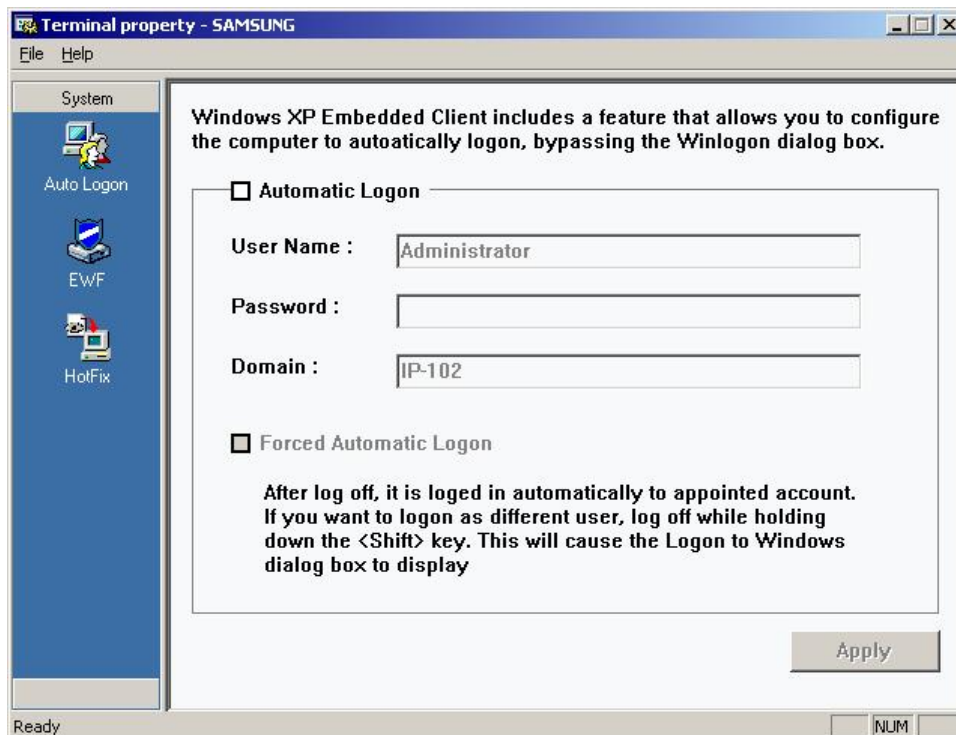 Terminal property - SAMSUNG
File Help
System
Auto Logon
EWF
HotFix
Windows XP Embedded Client includes a feature that allows you to configure
the computer to autoatically logon, bypassing the Winlogon dialog box.
Automatic Logon
User Name :
Administrator
Password :
Domain :
IP-102
Forced Automatic Logon
After log off, it is loged in automatically to appointed account.
If you want to logon as different user, log off while holding
down the <Shift> key. This will cause the Logon to Windows
dialog box to display
Apply
Ready
NUM